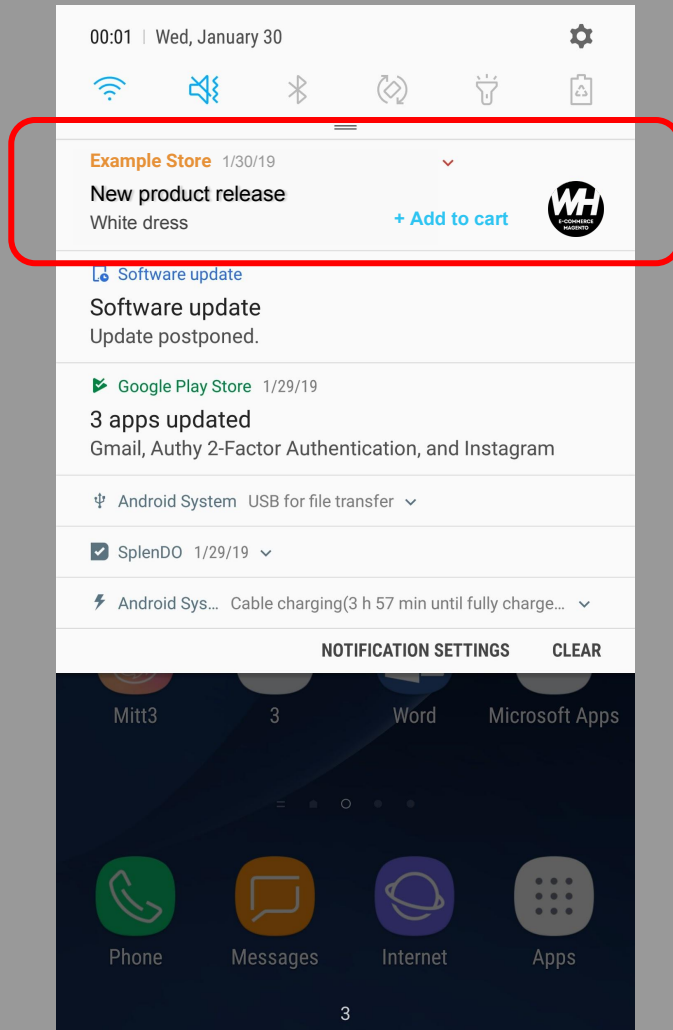 00:01 | Wed, January 30
Example Store 1/30/19
New product release
White dress
+ Add to cart
WH
E-COMMERCE
MAGENTO
Software update
Software update
Update postponed.
Google Play Store 1/29/19
3 apps updated
Gmail, Authy 2-Factor Authentication, and Instagram
Android System USB for file transfer
SplenDO 1/29/19
Android Sys... Cable charging(3 h 57 min until fully charge...
NOTIFICATION SETTINGS CLEAR
Mitt3 3 Word Microsoft Apps
Phone Messages Internet Apps
3